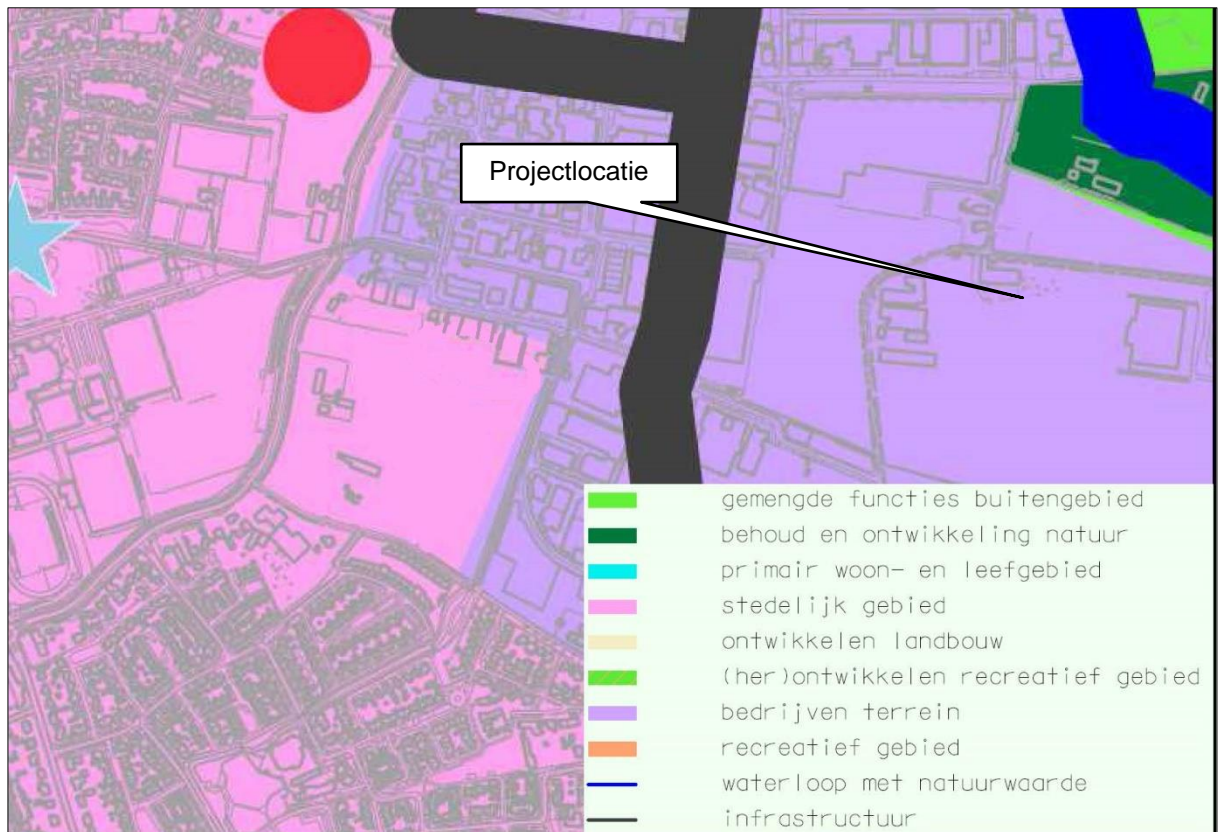 Projectlocatie
gemengde functies buitengebied
behoud en ontwikkeling natuur
primair woon- en leefgebied
stedelijk gebied
ontwikkelen landbouw
(her)ontwikkelen recreatief gebied
bedrijven terrein
recreatief gebied
waterloop met natuurwaarde
infrastructuur